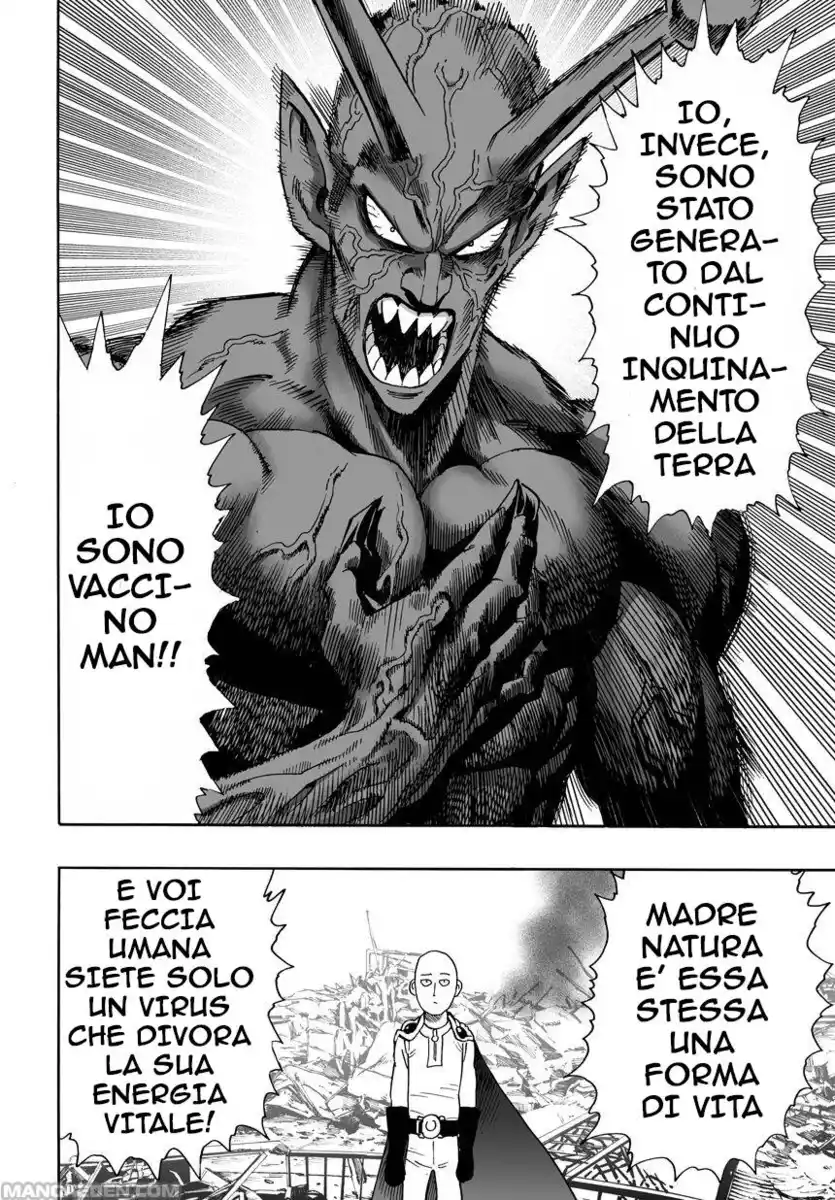 IO,
INVECE,
SONO
STATO
GENERA-
TO DAL
CONTI-
NUO
INQUINA-
MENTO
DELLA
TERRA
IO
SONO
VACCI-
NO
MAN!!
MADRE
NATURA
E' ESSA
STESSA
UNA
FORMA
DI VITA
E VOI
FECCIA
UMANA
SIETE SOLO
UN VIRUS
CHE DIVORA
LA SUA
ENERGIA
VITALE!